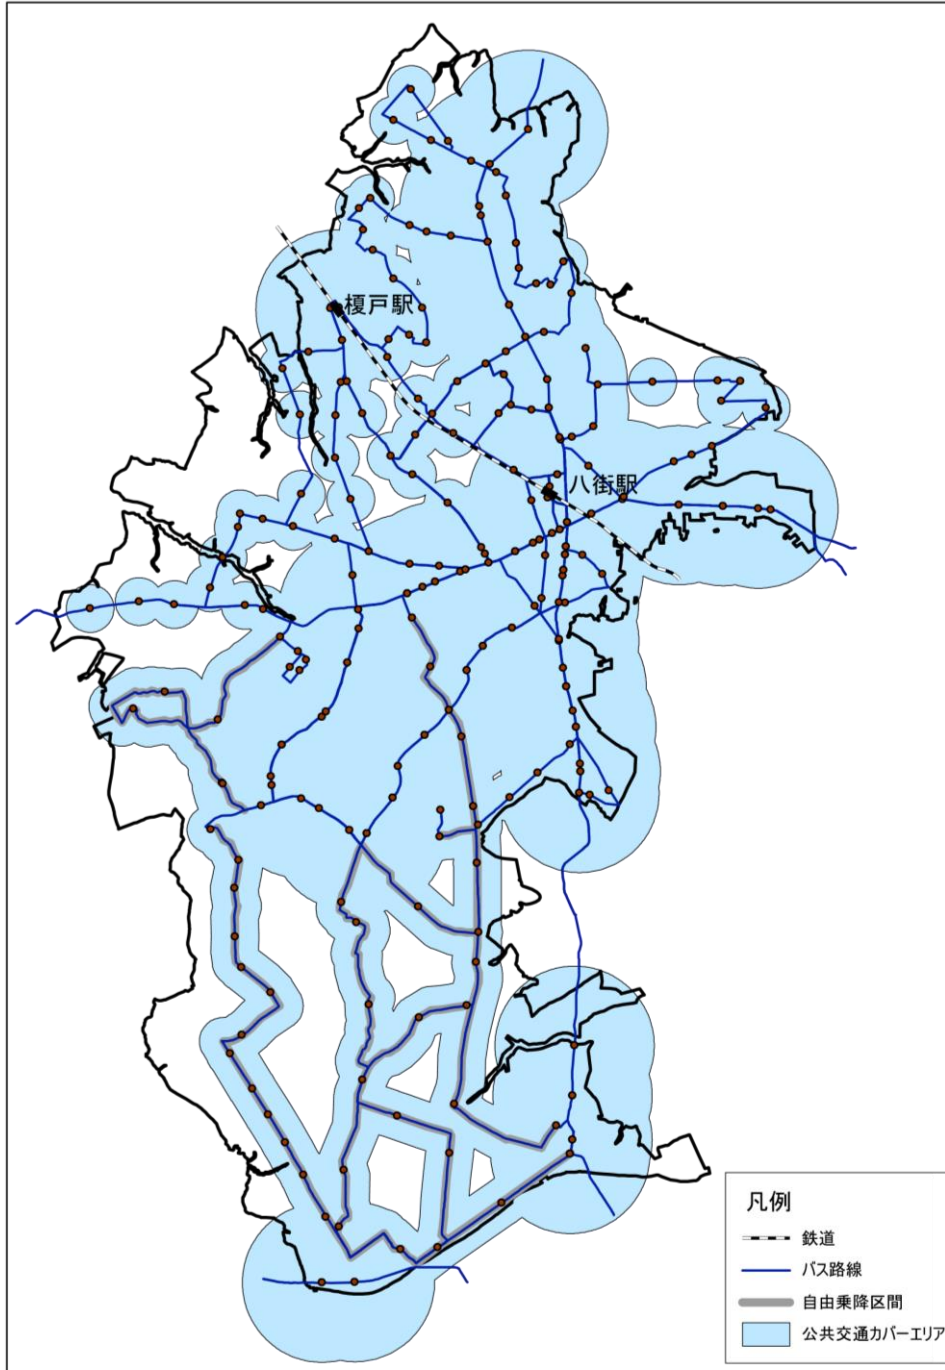 榎戸駅
八街駅
凡例
鉄道
バス路線
自由乗降区間
公共交通カバーエリア